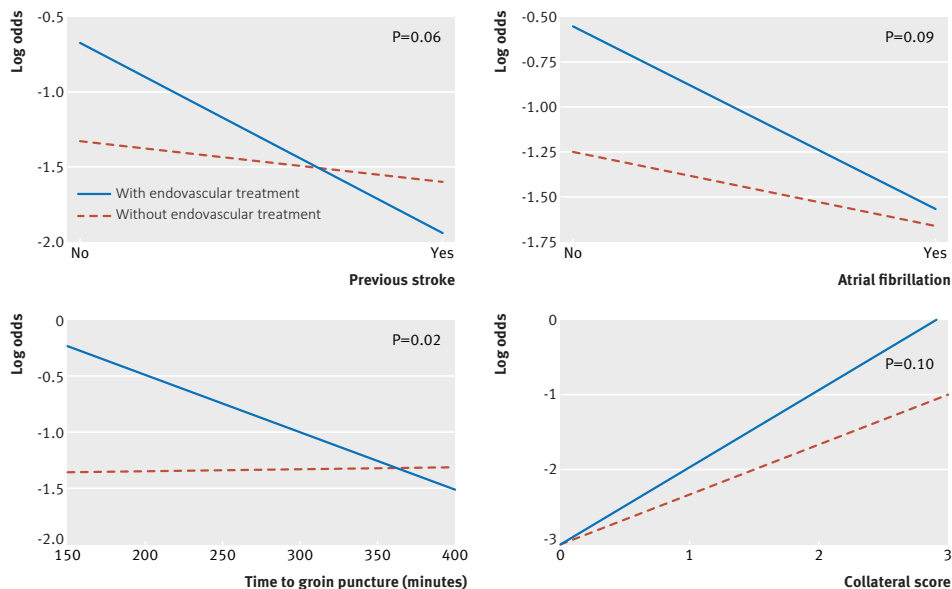 Log odds
-0.5
-1.0
-1.5
-2.0
P=0.06
With endovascular treatment
Without endovascular treatment
No
Yes
Previous stroke
Log odds
-0.50
-0.75
-1.00
-1.25
-1.50
-1.75
P=0.09
No
Yes
Atrial fibrillation
Log odds
0
-0.5
-1.0
-1.5
-2.0
P=0.02
150
200
250
300
350
400
Time to groin puncture (minutes)
Log odds
0
-1
-2
-3
P=0.10
0
1
2
3
Collateral score